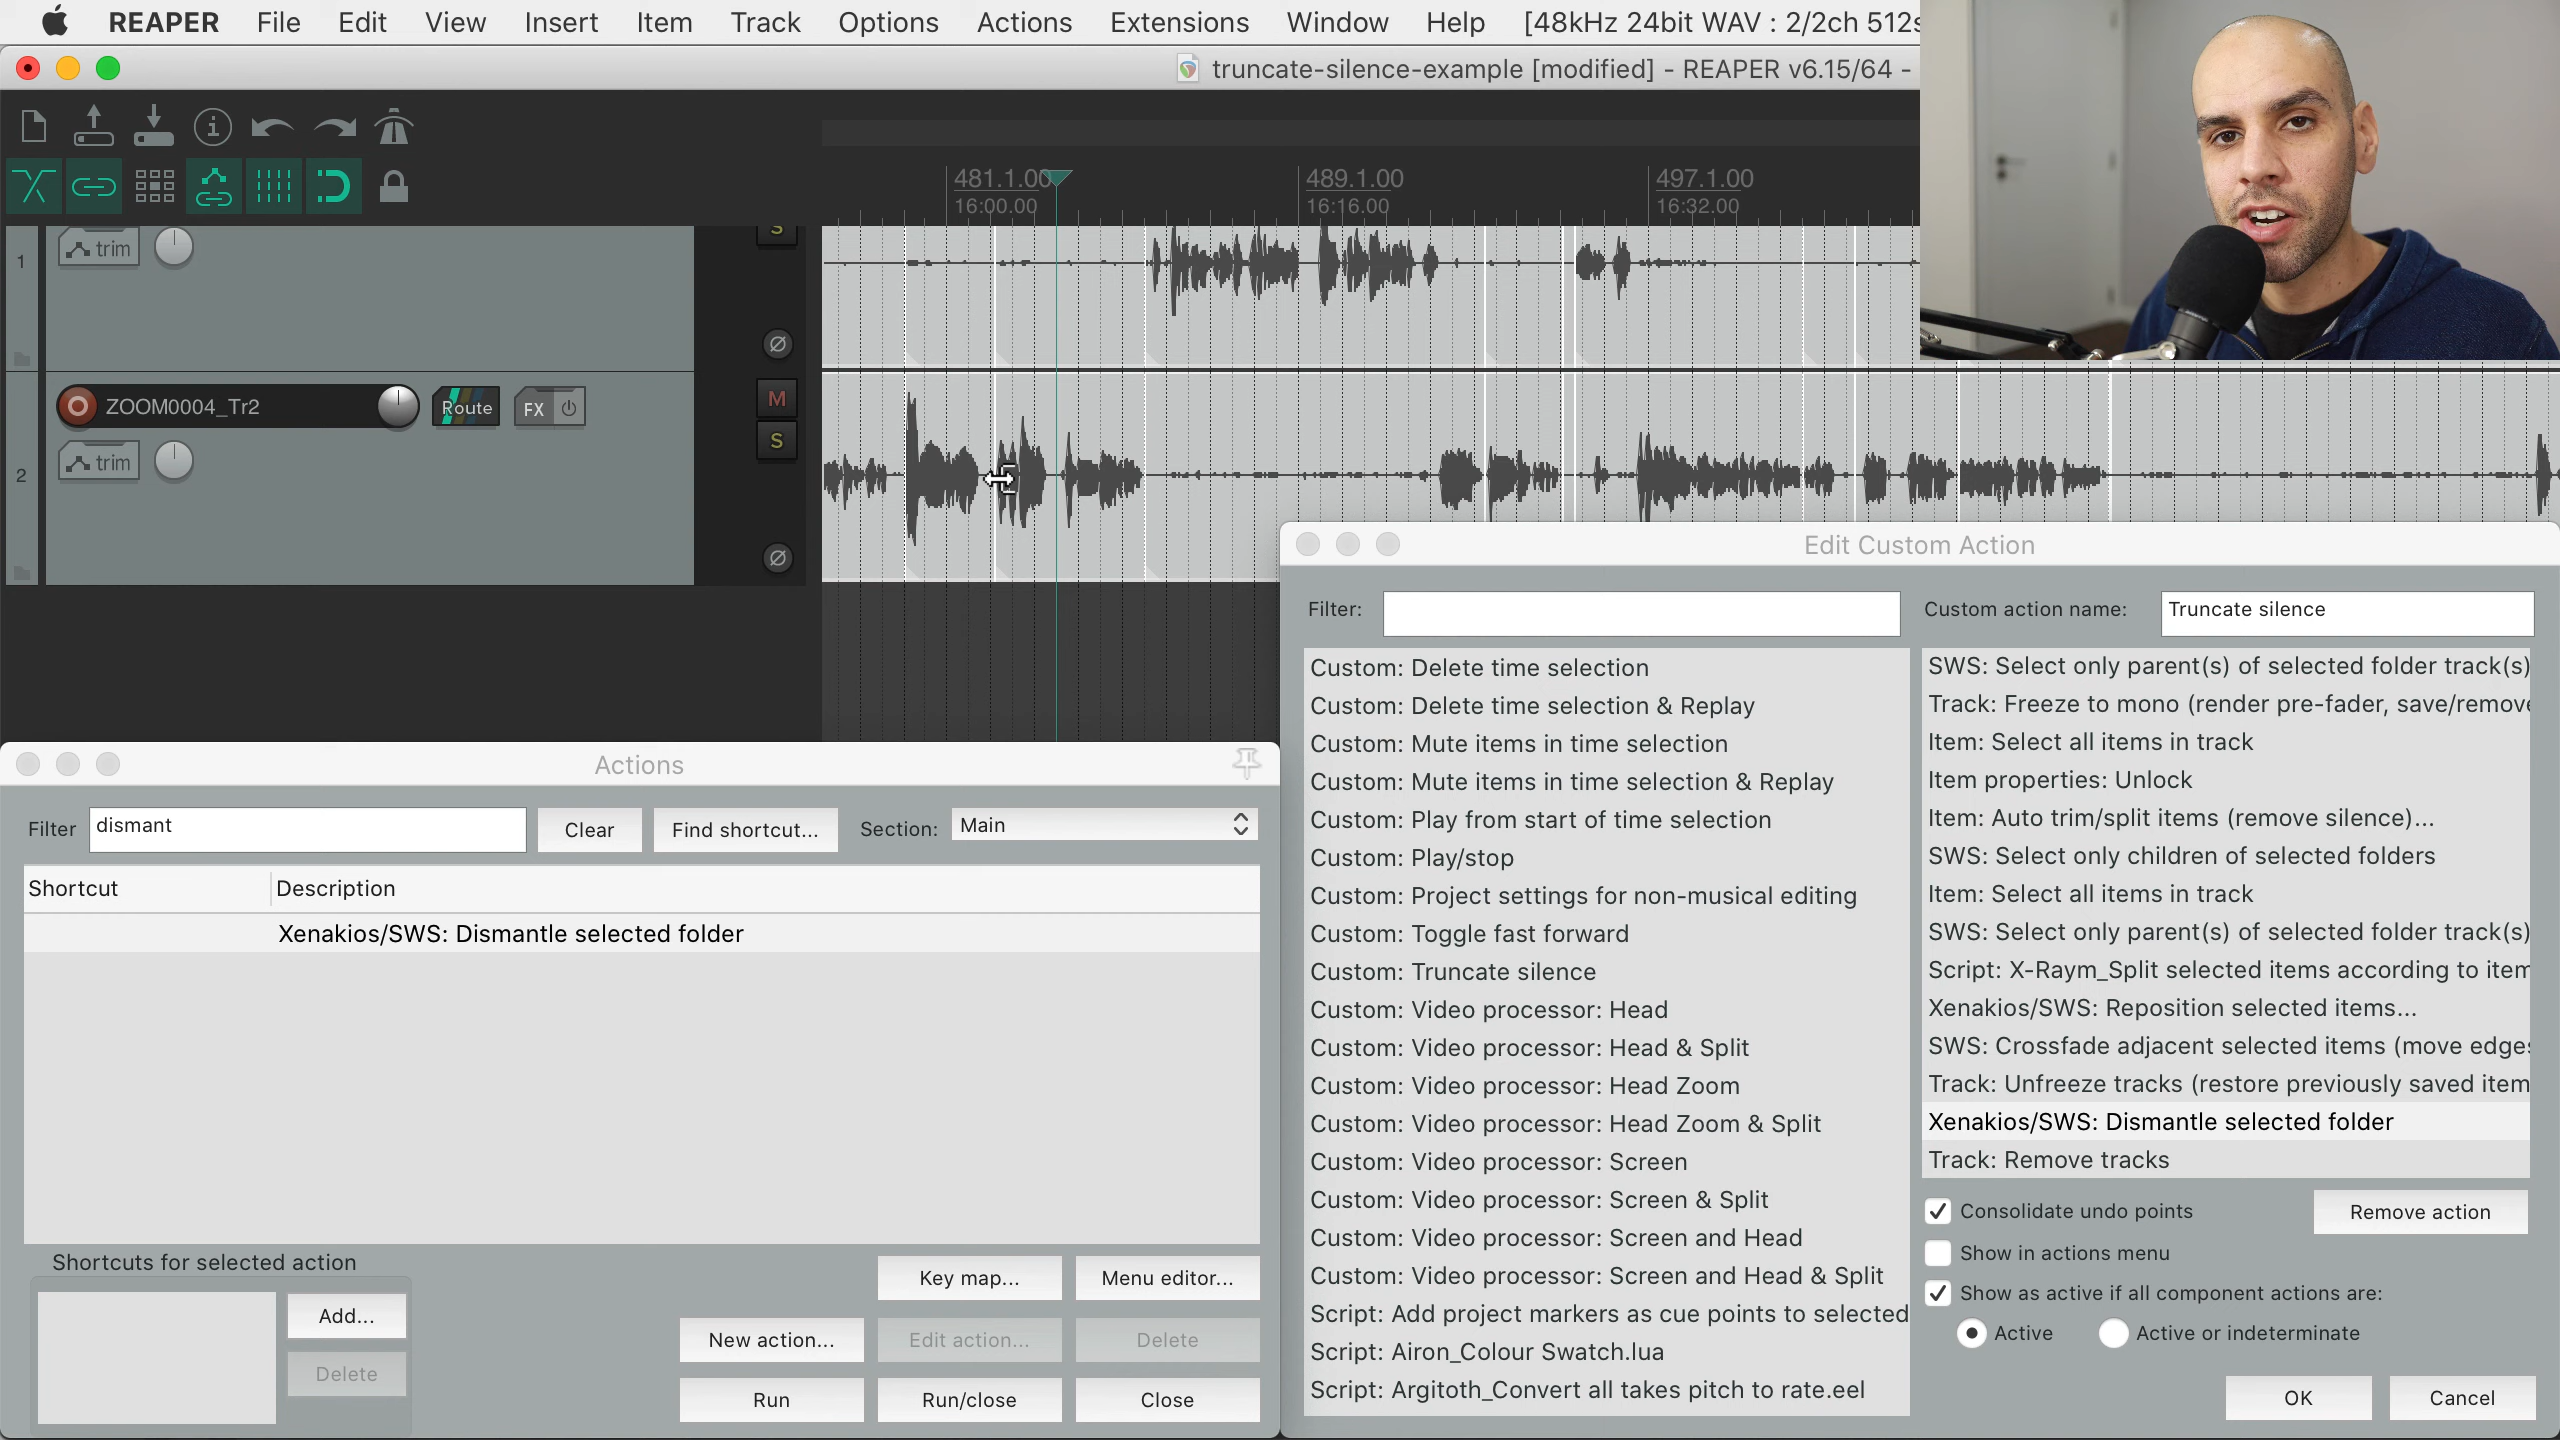 REAPER File Edit View Insert Item Track Options Actions Extensions Window Help [48kHz 24bit WAV : 2/2ch 512s
truncate-silence-example [modified] - REAPER v6.15/64 -
481.1.00 489.1.00 497.1.00
16:00.00 16:16.00 16:32.00
1 trim S
Ø
ZOOM0004_Tr2 Route FX M
trim S
2
Ø
Edit Custom Action
Filter: Custom action name: Truncate silence
Custom: Delete time selection
Custom: Delete time selection & Replay
Custom: Mute items in time selection
Custom: Mute items in time selection & Replay
Custom: Play from start of time selection
Custom: Play/stop
Custom: Project settings for non-musical editing
Custom: Toggle fast forward
Custom: Truncate silence
Custom: Video processor: Head
Custom: Video processor: Head & Split
Custom: Video processor: Head Zoom
Custom: Video processor: Head Zoom & Split
Custom: Video processor: Screen
Custom: Video processor: Screen & Split
Custom: Video processor: Screen and Head
Custom: Video processor: Screen and Head & Split
Script: Add project markers as cue points to selected
Script: Airon_Colour Swatch.lua
Script: Argitoth_Convert all takes pitch to rate.eel
SWS: Select only parent(s) of selected folder track(s)
Track: Freeze to mono (render pre-fader, save/remove
Item: Select all items in track
Item properties: Unlock
Item: Auto trim/split items (remove silence)...
SWS: Select only children of selected folders
Item: Select all items in track
SWS: Select only parent(s) of selected folder track(s)
Script: X-Raym_Split selected items according to item
Xenakios/SWS: Reposition selected items...
SWS: Crossfade adjacent selected items (move edges
Track: Unfreeze tracks (restore previously saved item
Xenakios/SWS: Dismantle selected folder
Track: Remove tracks
Consolidate undo points Remove action
Show in actions menu
Show as active if all component actions are:
Active Active or indeterminate
OK Cancel
Actions
Filter dismant Clear Find shortcut... Section: Main
Shortcut Description
Xenakios/SWS: Dismantle selected folder
Shortcuts for selected action
Add...
Delete
Key map... Menu editor...
New action... Edit action... Delete
Run Run/close Close